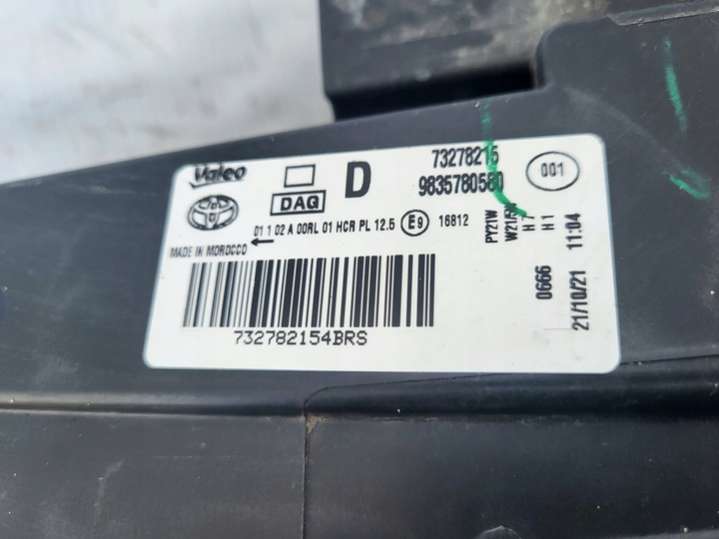 Valeo
DAG
D
73278215
9835780580
001
01 1 02 A 00RL 01 HCR PL 12.5 E9 16812
MADE IN MOROCCO
732782154BRS
PY21W
W21/5W
H7
H1
0666
21/10/21 11:04